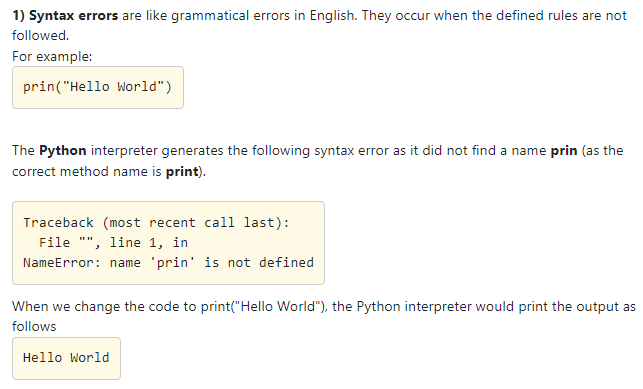 1) Syntax errors are like grammatical errors in English. They occur when the defined rules are not
followed.
For example:
prin("Hello World")
The Python interpreter generates the following syntax error as it did not find a name prin (as the
correct method name is print).
Traceback (most recent call last):
  File "", line 1, in
NameError: name 'prin' is not defined
When we change the code to print("Hello World"), the Python interpreter would print the output as
follows
Hello World